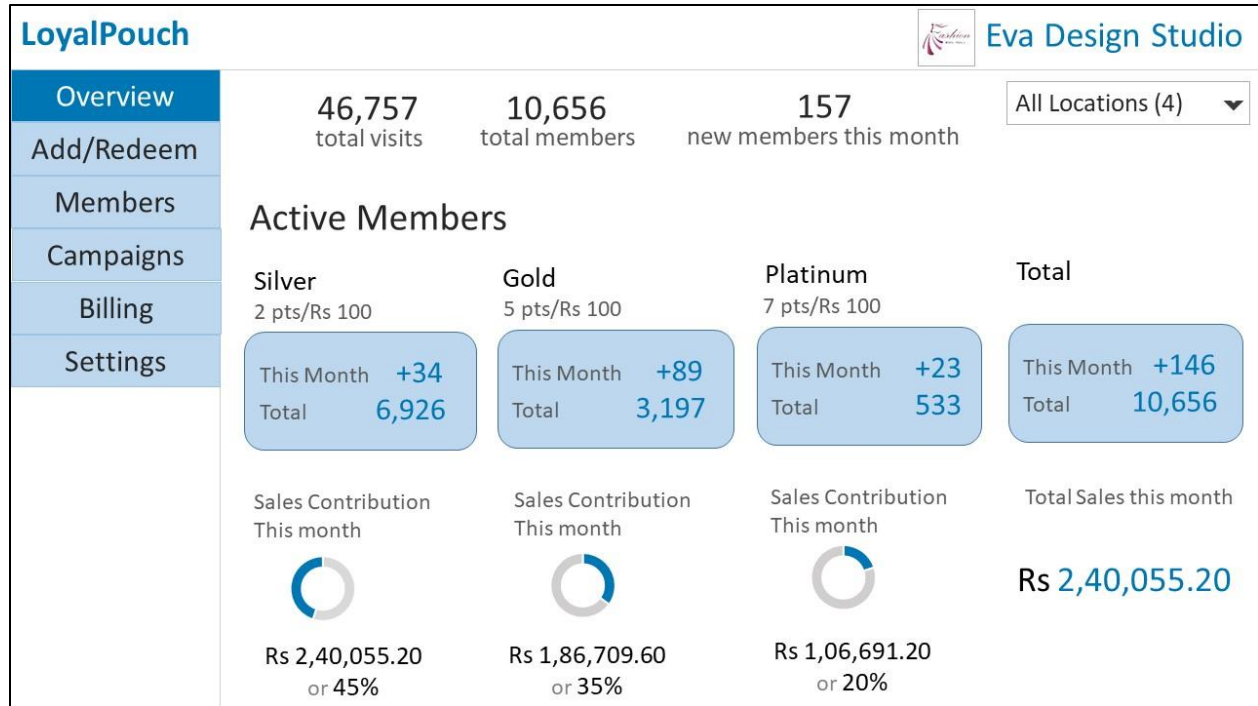 LoyalPouch
Fashion
Eva Design Studio
Overview
Add/Redeem
Members
Campaigns
Billing
Settings
46,757
total visits
10,656
total members
157
new members this month
All Locations (4)
Active Members
Silver
2 pts/Rs 100
This Month +34
Total 6,926
Sales Contribution
This month
Rs 2,40,055.20
or 45%
Gold
5 pts/Rs 100
This Month +89
Total 3,197
Sales Contribution
This month
Rs 1,86,709.60
or 35%
Platinum
7 pts/Rs 100
This Month +23
Total 533
Sales Contribution
This month
Rs 1,06,691.20
or 20%
Total
This Month +146
Total 10,656
Total Sales this month
Rs 2,40,055.20